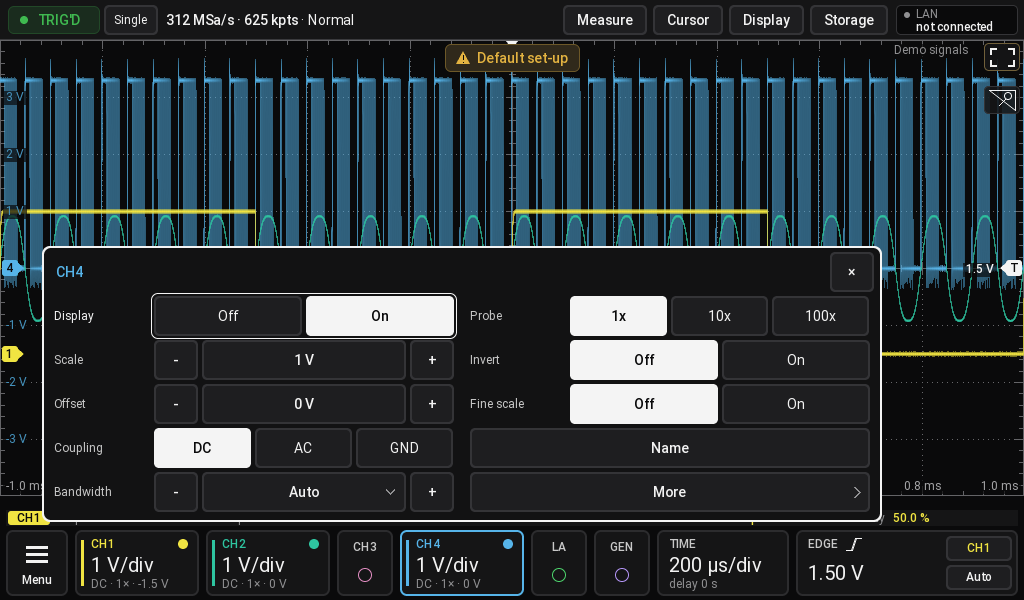 TRIG'D Single 312 MSa/s · 625 kpts · Normal Measure Cursor Display Storage LAN
not connected
Default set-up Demo signals
3 V
2 V
1 V
4 1.5 V T
-1 V
1
-2 V
-3 V
-1.0 ms 0.8 ms 1.0 ms
CH4 ×
Display Off On Probe 1x 10x 100x
Scale - 1 V + Invert Off On
Offset - 0 V + Fine scale Off On
Coupling DC AC GND Name
Bandwidth - Auto + More
CH1 50.0 %
Menu
CH1
1 V/div
DC · 1× · -1.5 V
CH2
1 V/div
DC · 1× · 0 V
CH3
CH4
1 V/div
DC · 1× · 0 V
LA
GEN
TIME
200 µs/div
delay 0 s
EDGE
1.50 V
CH1
Auto